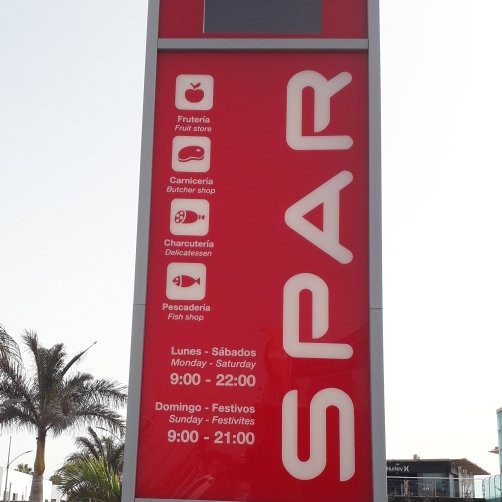 Frutería
Fruit store
Carnicería
Butcher shop
Charcutería
Delicatessen
Pescadería
Fish shop
Lunes - Sábados
Monday - Saturday
9:00 - 22:00
Domingo - Festivos
Sunday - Festivites
9:00 - 21:00
SPAR
Hurley